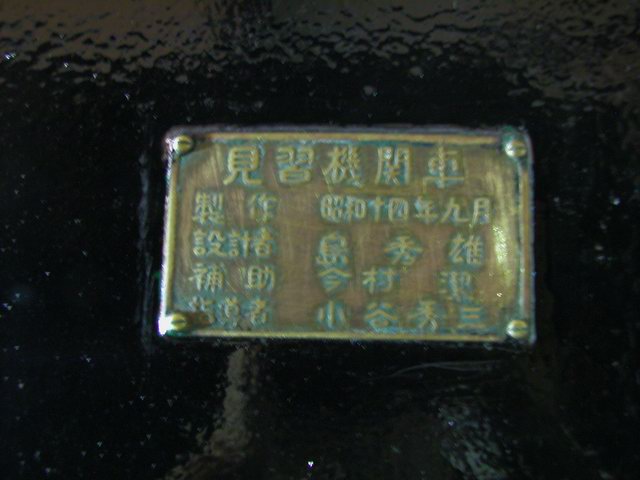 見習機関車
製作 昭和十四年九月
設計者 島秀雄
補助 今村潔
指導者 小谷秀三